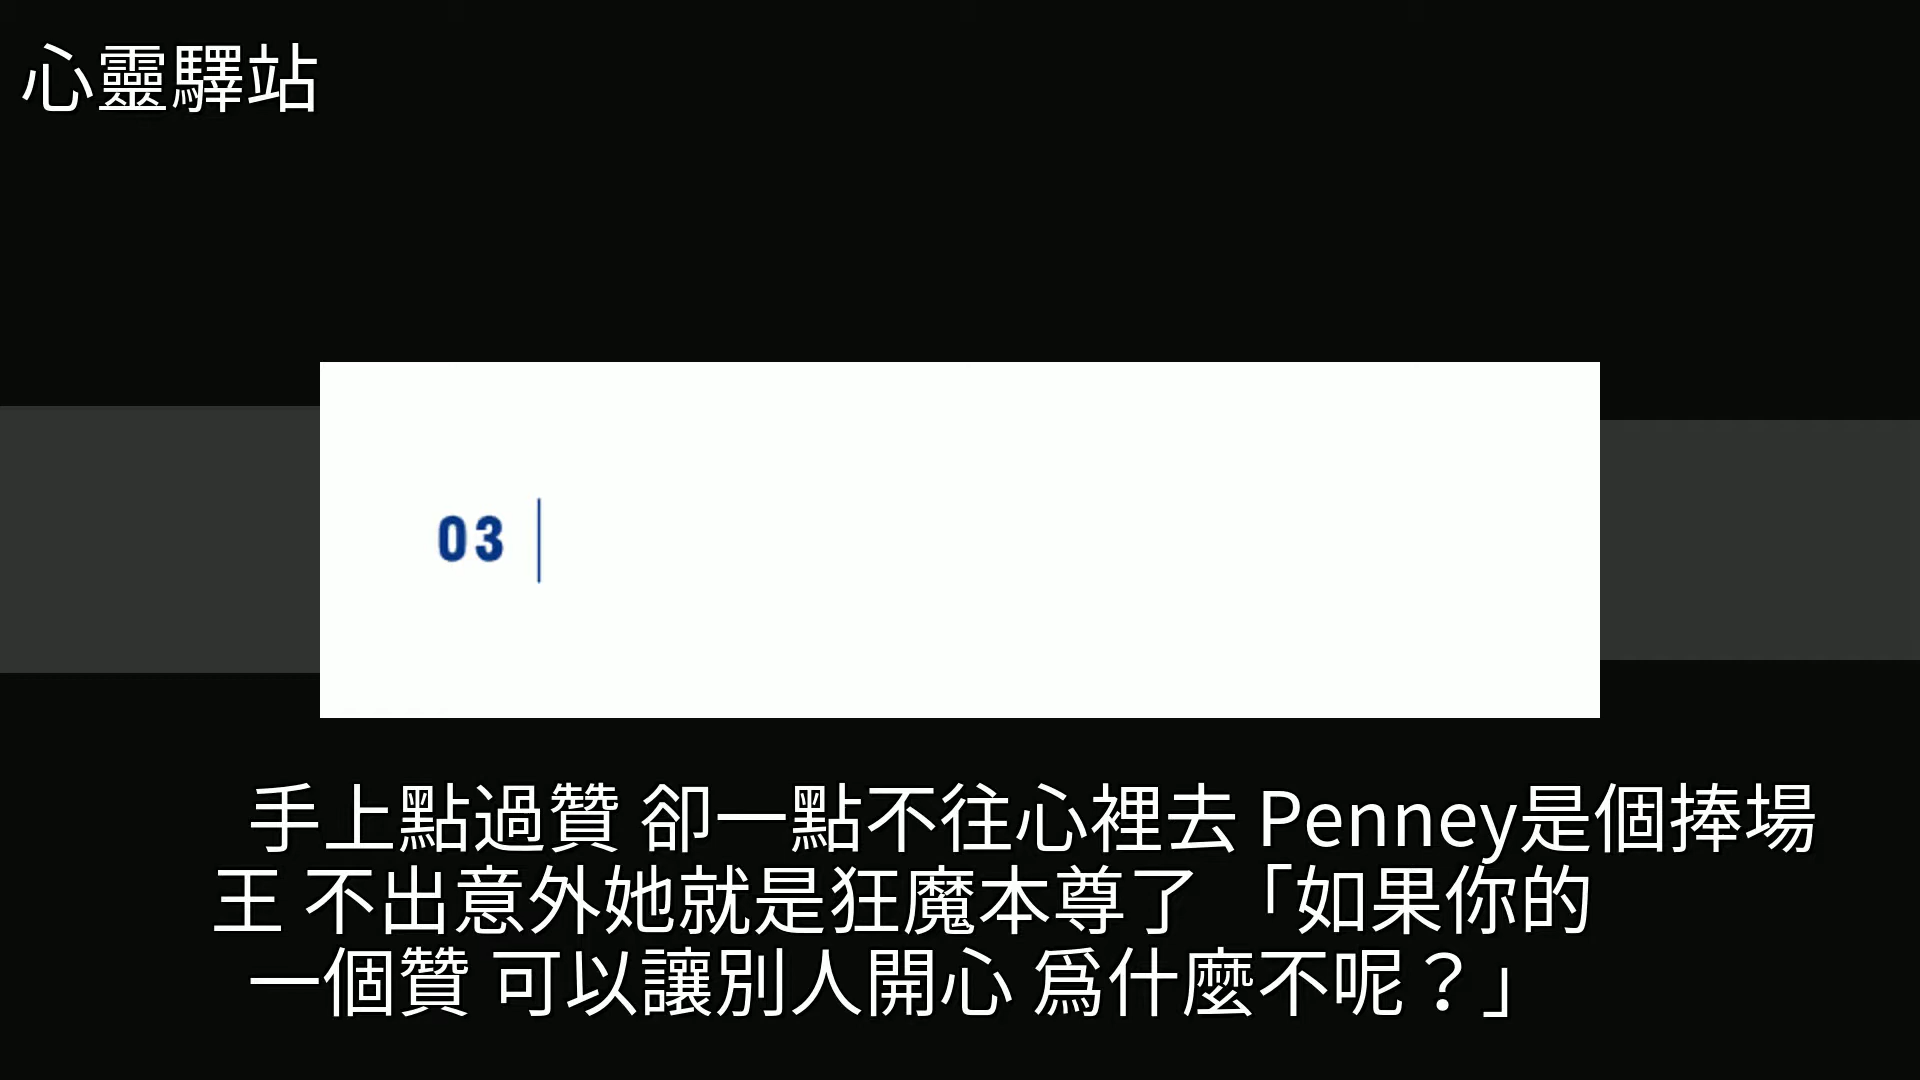 心靈驛站
03
手上點過贊 卻一點不往心裡去 Penney是個捧場
王 不出意外她就是狂魔本尊了 「如果你的
一個贊 可以讓別人開心 爲什麼不呢？」